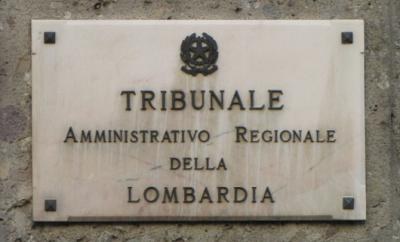 TRIBUNALE
AMMINISTRATIVO REGIONALE
DELLA
LOMBARDIA